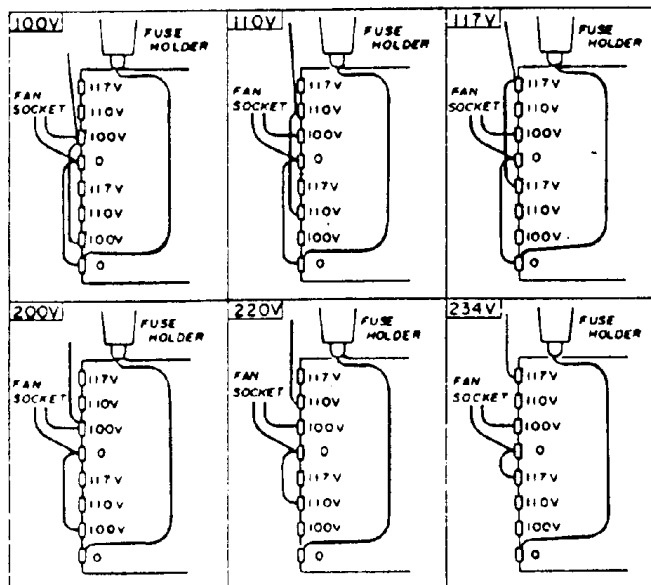 100V
FUSE
HOLDER
FAN
SOCKET
117V
110V
100V
0
117V
110V
100V
0
110V
FUSE
HOLDER
FAN
SOCKET
117V
110V
100V
0
117V
110V
100V
0
117V
FUSE
HOLDER
FAN
SOCKET
117V
110V
100V
0
117V
110V
100V
0
200V
FUSE
HOLDER
FAN
SOCKET
117V
110V
100V
0
117V
110V
100V
0
220V
FUSE
HOLDER
FAN
SOCKET
117V
110V
100V
0
117V
110V
100V
0
234V
FUSE
HOLDER
FAN
SOCKET
117V
110V
100V
0
117V
110V
100V
0